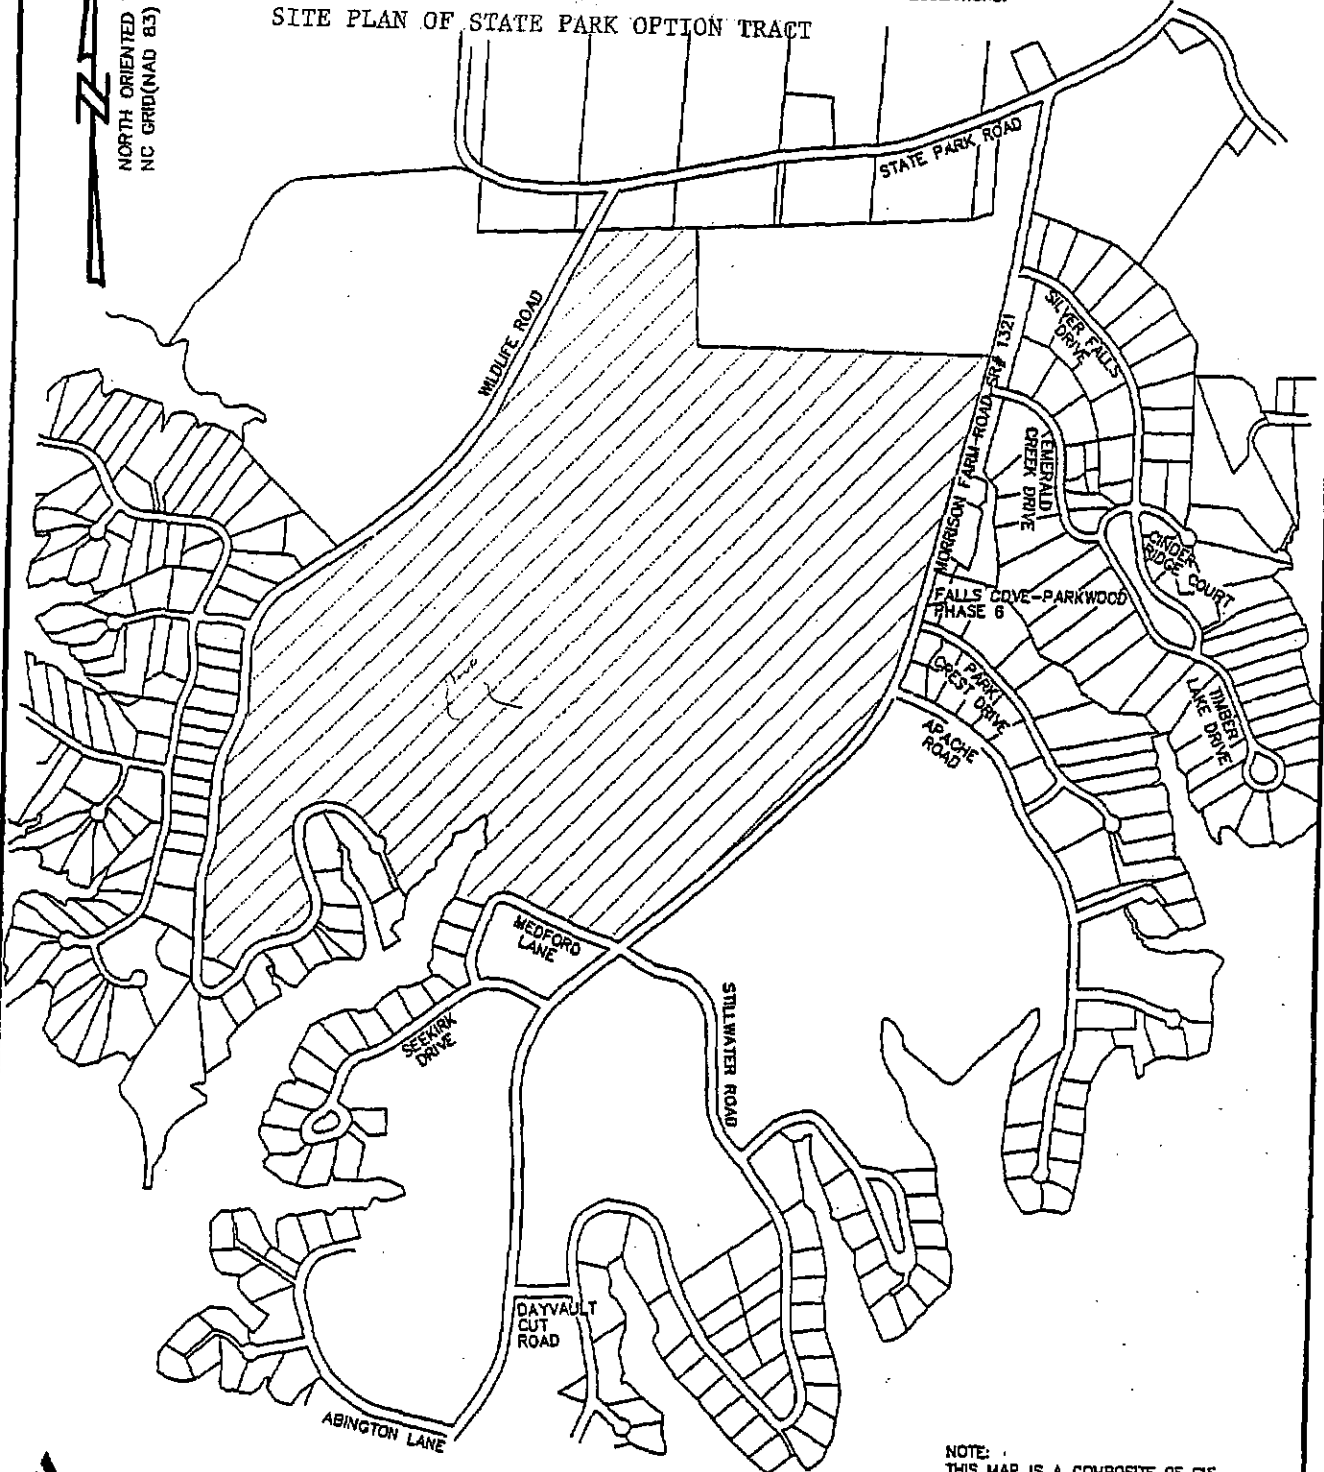 SITE PLAN OF STATE PARK OPTION TRACT
NORTH ORIENTED
NC GRID(NAD 83)
STATE PARK ROAD
WILDLIFE ROAD
SILVER FALLS
DRIVE
MORRISON FARM ROAD SR# 1321
EMERALD
CREEK DRIVE
CINDER
RIDGE COURT
FALLS COVE-PARKWOOD
PHASE 6
PARK
CREST DRIVE
TIMBER
LAKE DRIVE
APACHE
ROAD
MEDFORD
LANE
SEEKIRK
DRIVE
STILLWATER ROAD
DAYVAULT
CUT
ROAD
ABINGTON LANE
NOTE:
THIS MAP IS A COMPOSITE OF